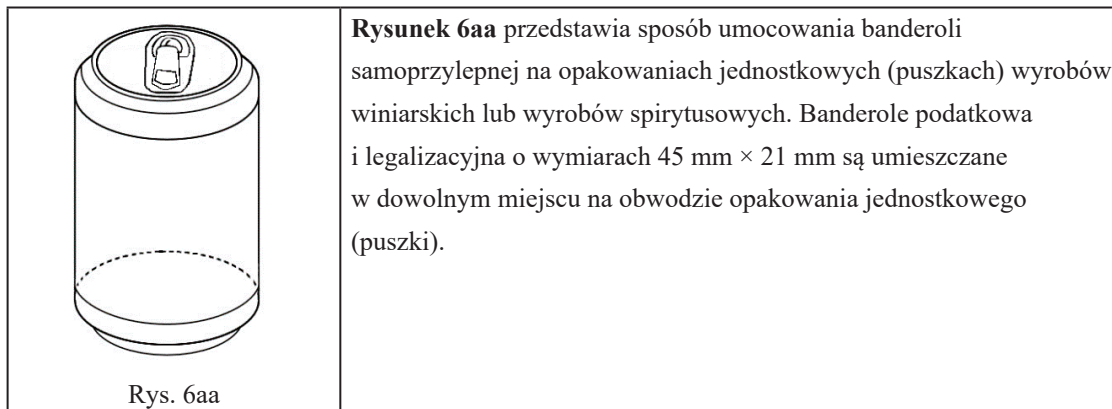 Rysunek 6aa przedstawia sposób umocowania banderoli
samoprzylepnej na opakowaniach jednostkowych (puszkach) wyrobów
winiarskich lub wyrobów spirytusowych. Banderole podatkowa
i legalizacyjna o wymiarach 45 mm × 21 mm są umieszczane
w dowolnym miejscu na obwodzie opakowania jednostkowego
(puszki).
Rys. 6aa